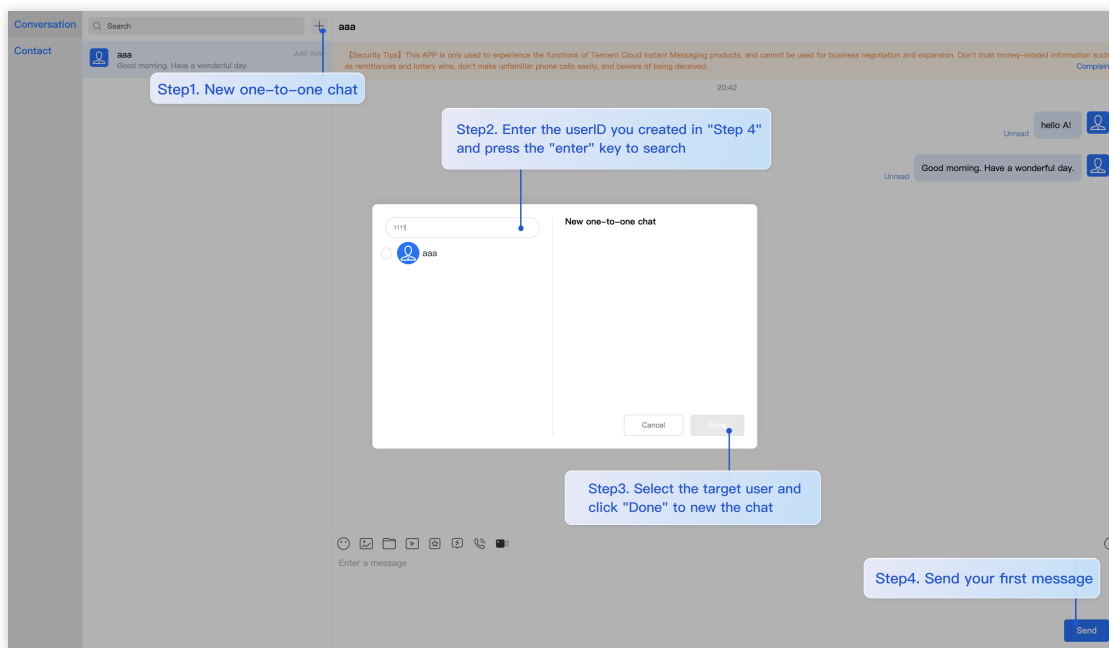 Conversation
Contact
Search
aaa
Just now
Good morning. Have a wonderful day.
Step1. New one-to-one chat
aaa
【Security Tips】This APP is only used to experience the functions of Tencent Cloud Instant Messaging products, and cannot be used for business negotiation and expansion. Don't trust money-related information such
as remittances and lottery wins, don't make unfamiliar phone calls easily, and beware of being deceived.
Complain
20:42
Step2. Enter the userID you created in "Step 4"
and press the "enter" key to search
hello A!
Unread
Good morning. Have a wonderful day.
Unread
1111
aaa
New one-to-one chat
Cancel
Done
Step3. Select the target user and
click "Done" to new the chat
Enter a message
Step4. Send your first message
Send